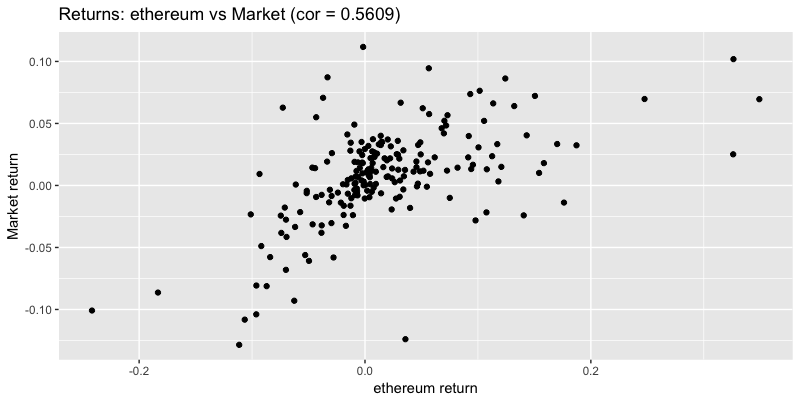 Returns: ethereum vs Market (cor = 0.5609)
0.10
0.05
0.00
-0.05
-0.10
Market return
-0.2
0.0
0.2
ethereum return